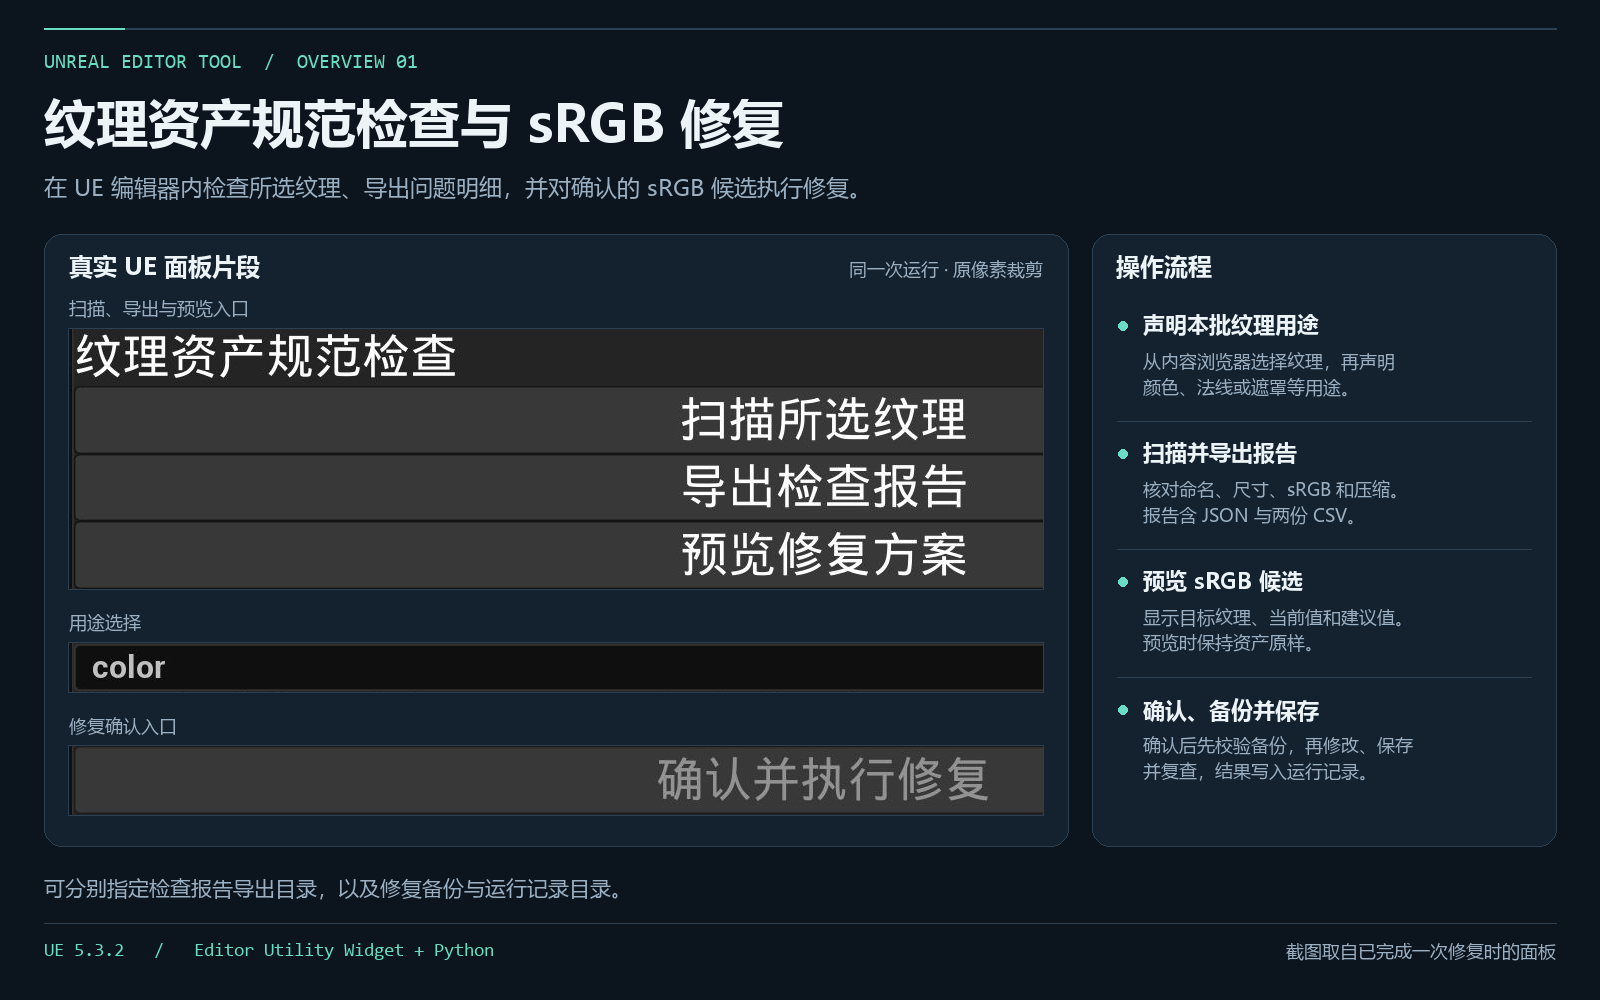 UNREAL EDITOR TOOL / OVERVIEW 01
纹理资产规范检查与 sRGB 修复
在 UE 编辑器内检查所选纹理、导出问题明细，并对确认的 sRGB 候选执行修复。
真实 UE 面板片段
同一次运行 · 原像素裁剪
扫描、导出与预览入口
纹理资产规范检查
扫描所选纹理
导出检查报告
预览修复方案
用途选择
color
修复确认入口
确认并执行修复
操作流程
声明本批纹理用途
从内容浏览器选择纹理，再声明
颜色、法线或遮罩等用途。
扫描并导出报告
核对命名、尺寸、sRGB 和压缩。
报告含 JSON 与两份 CSV。
预览 sRGB 候选
显示目标纹理、当前值和建议值。
预览时保持资产原样。
确认、备份并保存
确认后先校验备份，再修改、保存
并复查，结果写入运行记录。
可分别指定检查报告导出目录，以及修复备份与运行记录目录。
UE 5.3.2 / Editor Utility Widget + Python
截图取自已完成一次修复时的面板